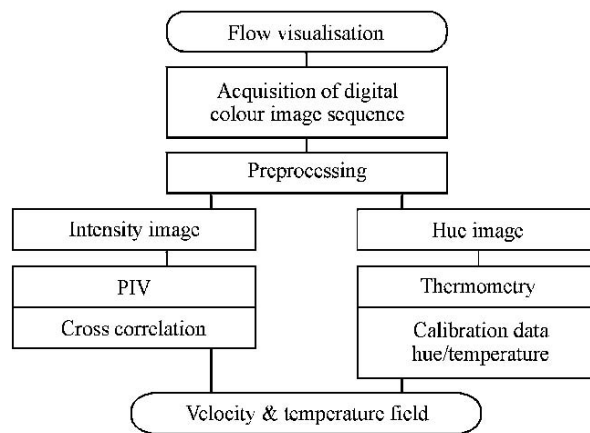 Flow visualisation
Acquisition of digital
colour image sequence
Preprocessing
Intensity image
Hue image
PIV
Thermometry
Cross correlation
Calibration data
hue/temperature
Velocity & temperature field